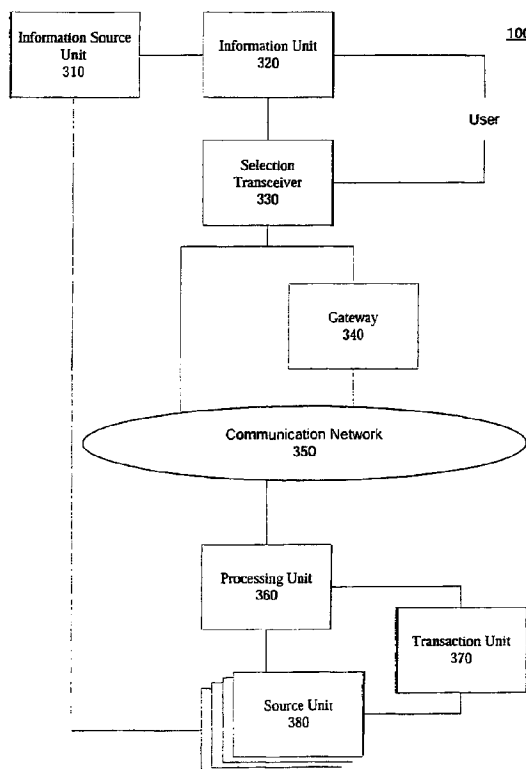 Information Source
Unit
310
Information Unit
320
100
User
Selection
Transceiver
330
Gateway
340
Communication Network
350
Processing Unit
360
Transaction Unit
370
Source Unit
380